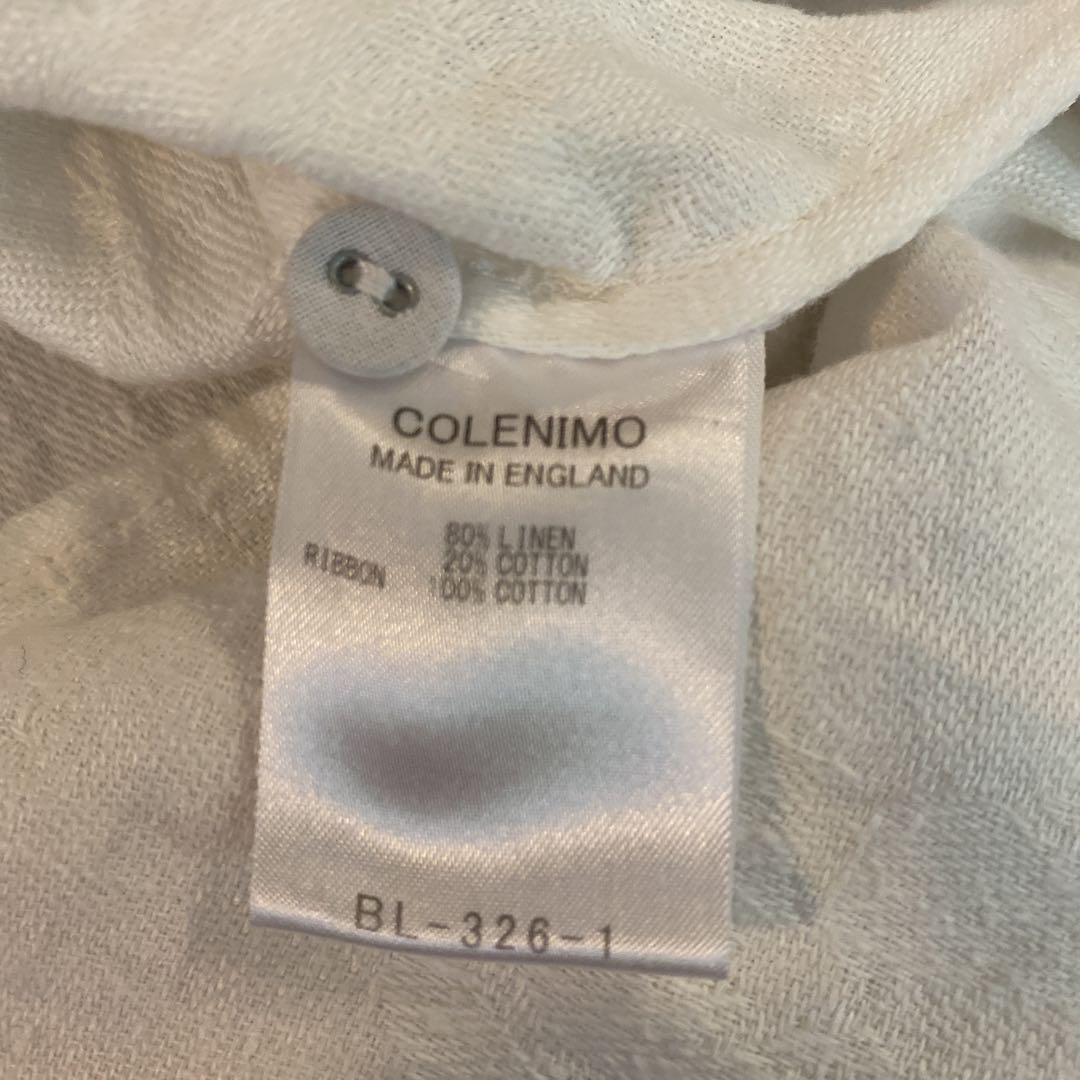 COLENIMO
MADE IN ENGLAND
80% LINEN
20% COTTON
RIBBON 100% COTTON
BL-326-1